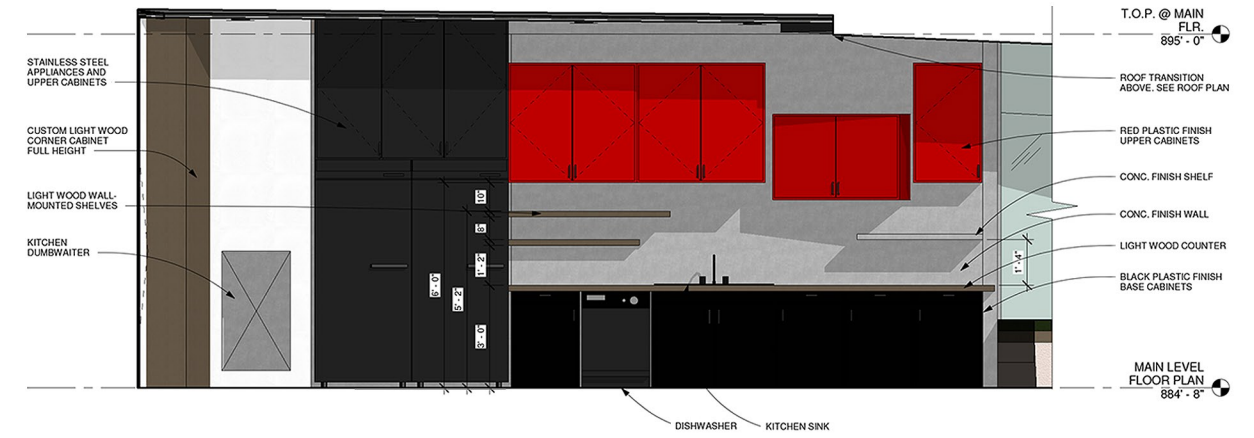 T.O.P. @ MAIN
FLR.
895' - 0"
STAINLESS STEEL
APPLIANCES AND
UPPER CABINETS
CUSTOM LIGHT WOOD
CORNER CABINET
FULL HEIGHT
LIGHT WOOD WALL-
MOUNTED SHELVES
KITCHEN
DUMBWAITER
10"
8"
1' - 2"
6' - 0"
5' - 2"
3' - 0"
1' - 4"
ROOF TRANSITION
ABOVE. SEE ROOF PLAN
RED PLASTIC FINISH
UPPER CABINETS
CONC. FINISH SHELF
CONC. FINISH WALL
LIGHT WOOD COUNTER
BLACK PLASTIC FINISH
BASE CABINETS
MAIN LEVEL
FLOOR PLAN
884' - 8"
DISHWASHER
KITCHEN SINK